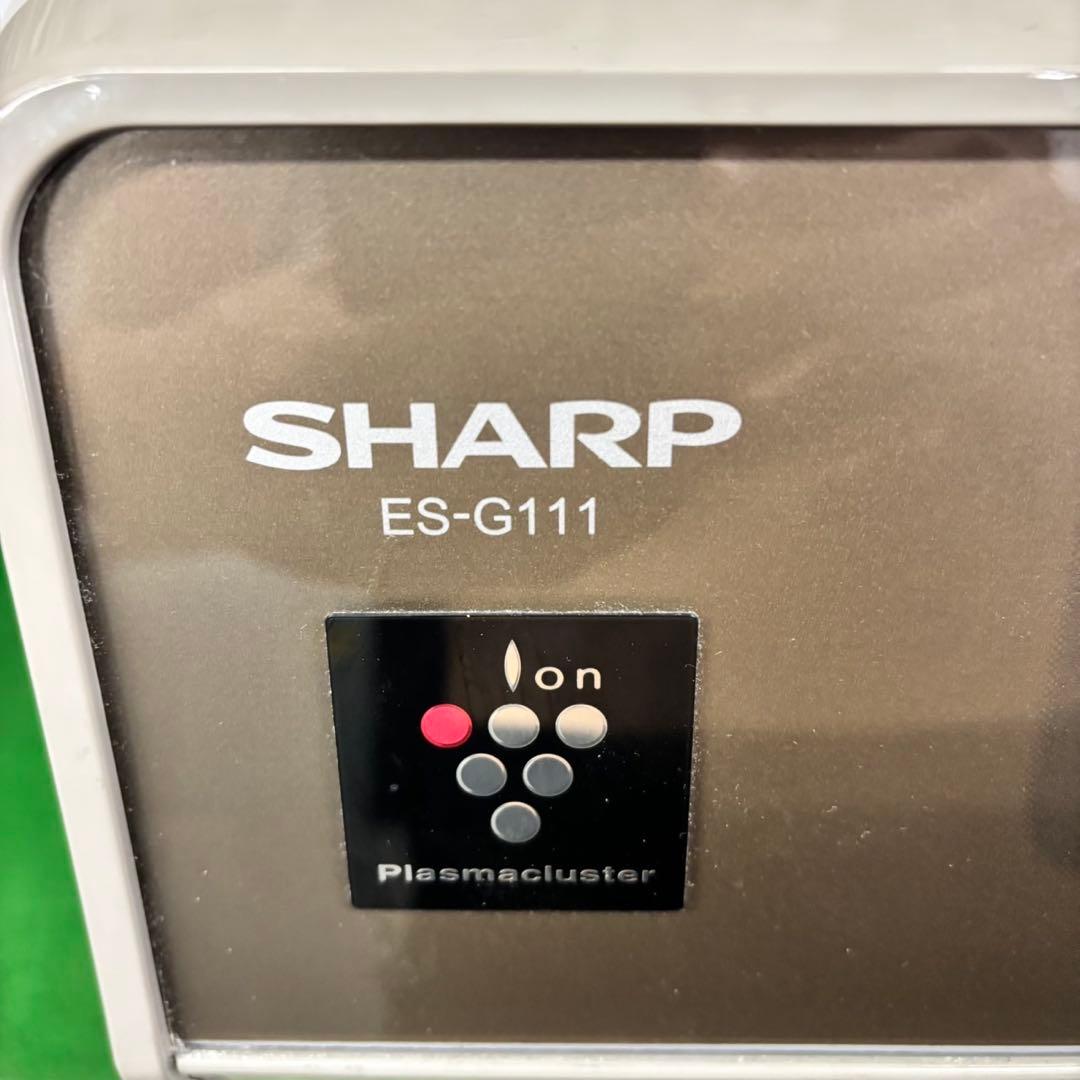 SHARP
ES-G111
Ion
Plasmacluster